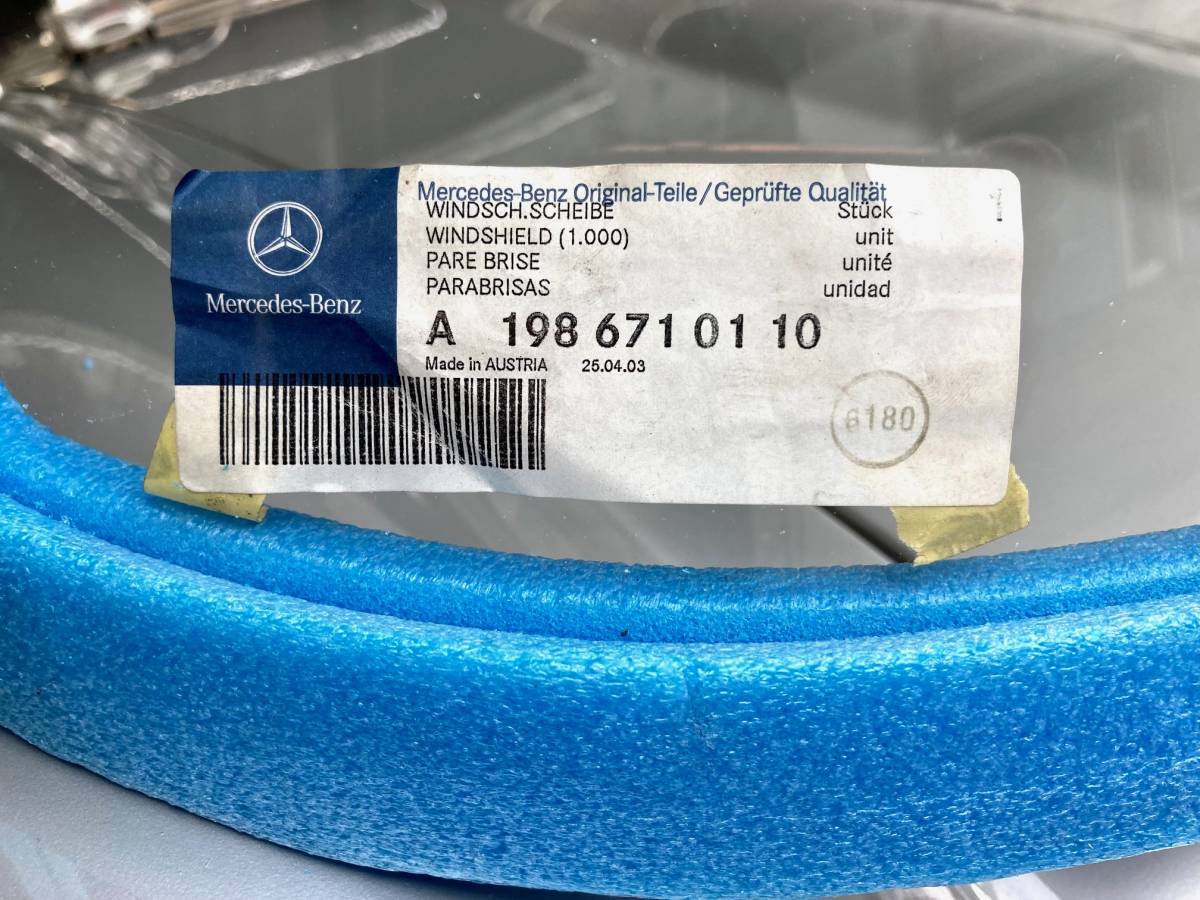 Mercedes-Benz Original-Teile/Geprüfte Qualität
WINDSCH.SCHEIBE Stück
WINDSHIELD (1.000) unit
PARE BRISE unité
PARABRISAS unidad
Mercedes-Benz
A 198 671 01 10
Made in AUSTRIA 25.04.03
6180